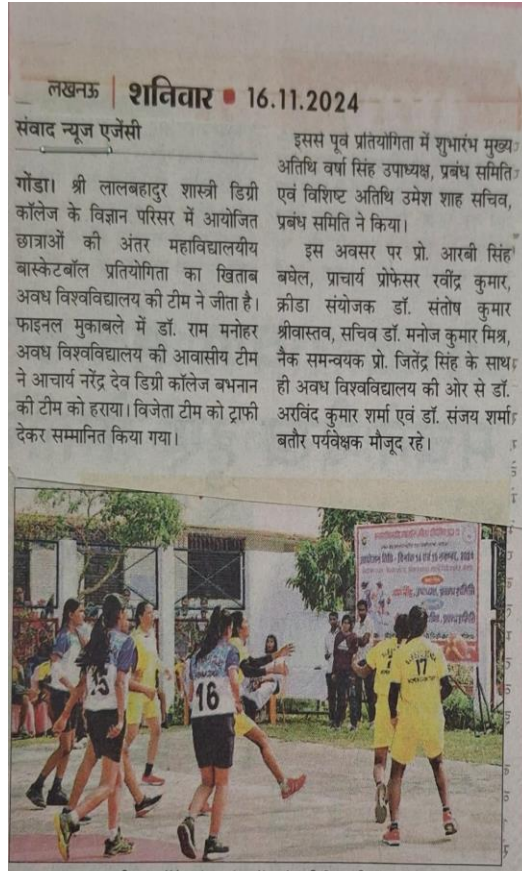 लखनऊ | शनिवार ■ 16.11.2024
संवाद न्यूज एजेंसी
गोंडा। श्री लालबहादुर शास्त्री डिग्री
कॉलेज के विज्ञान परिसर में आयोजित
छात्राओं की अंतर महाविद्यालयीय
बास्केटबॉल प्रतियोगिता का खिताब
अवध विश्वविद्यालय की टीम ने जीता है।
फाइनल मुकाबले में डॉ. राम मनोहर
अवध विश्वविद्यालय की आवासीय टीम
ने आचार्य नरेंद्र देव डिग्री कॉलेज बभनान
की टीम को हराया। विजेता टीम को ट्राफी
देकर सम्मानित किया गया।
इससे पूर्व प्रतियोगिता में शुभारंभ मुख्य
अतिथि वर्षा सिंह उपाध्यक्ष, प्रबंध समिति
एवं विशिष्ट अतिथि उमेश शाह सचिव,
प्रबंध समिति ने किया।
इस अवसर पर प्रो. आरबी सिंह
बघेल, प्राचार्य प्रोफेसर रवींद्र कुमार,
क्रीडा संयोजक डॉ. संतोष कुमार
श्रीवास्तव, सचिव डॉ. मनोज कुमार मिश्र,
नैक समन्वयक प्रो. जितेंद्र सिंह के साथ
ही अवध विश्वविद्यालय की ओर से डॉ.
अरविंद कुमार शर्मा एवं डॉ. संजय शर्मा
बतौर पर्यवेक्षक मौजूद रहे।
15
16
17